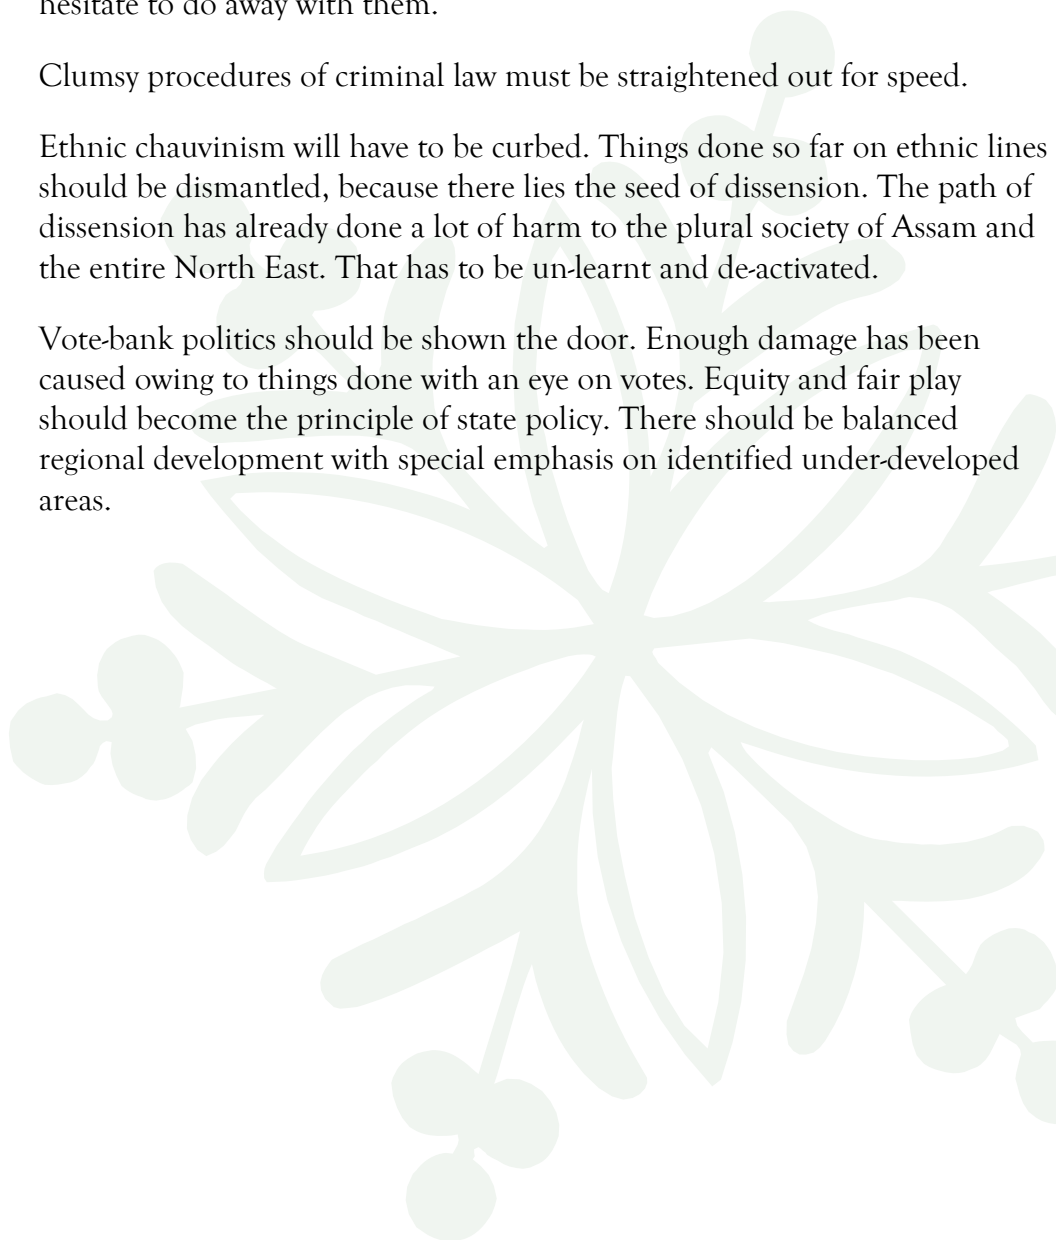 hesitate to do away with them.
Clumsy procedures of criminal law must be straightened out for speed.
Ethnic chauvinism will have to be curbed. Things done so far on ethnic lines
should be dismantled, because there lies the seed of dissension. The path of
dissension has already done a lot of harm to the plural society of Assam and
the entire North East. That has to be un-learnt and de-activated.
Vote-bank politics should be shown the door. Enough damage has been
caused owing to things done with an eye on votes. Equity and fair play
should become the principle of state policy. There should be balanced
regional development with special emphasis on identified under-developed
areas.